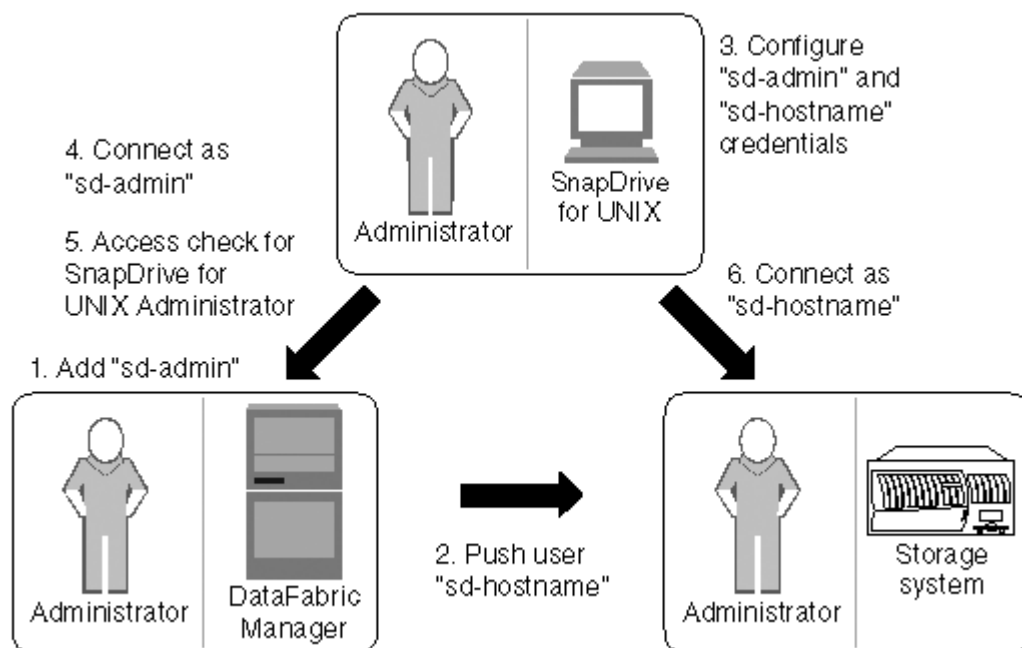 3. Configure
"sd-admin" and
"sd-hostname"
credentials
4. Connect as
"sd-admin"
SnapDrive
for UNIX
Administrator
5. Access check for
SnapDrive for
UNIX Administrator
6. Connect as
"sd-hostname"
1. Add "sd-admin"
2. Push user
"sd-hostname"
Administrator
DataFabric
Manager
Administrator
Storage
system